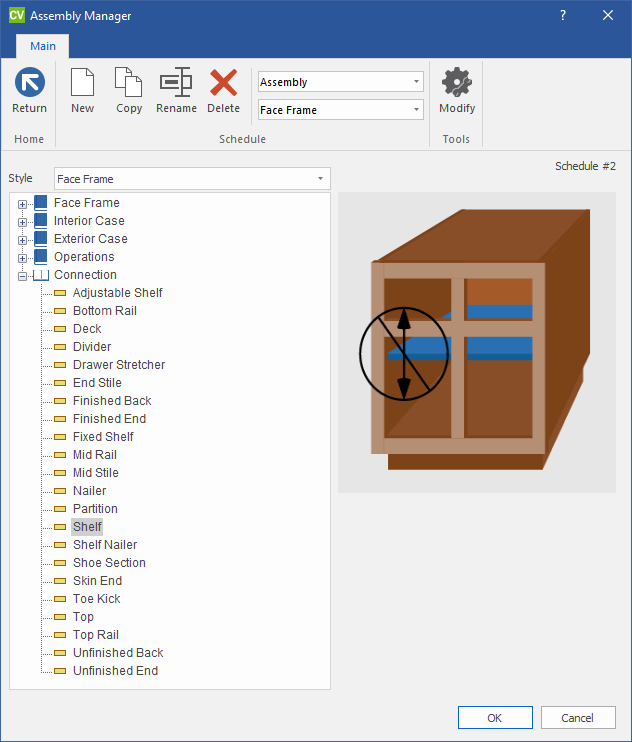 CV Assembly Manager ?
Main
Return New Copy Rename Delete Assembly Face Frame Modify
Home Schedule Tools
Schedule #2
Style Face Frame
Face Frame
Interior Case
Exterior Case
Operations
Connection
Adjustable Shelf
Bottom Rail
Deck
Divider
Drawer Stretcher
End Stile
Finished Back
Finished End
Fixed Shelf
Mid Rail
Mid Stile
Nailer
Partition
Shelf
Shelf Nailer
Shoe Section
Skin End
Toe Kick
Top
Top Rail
Unfinished Back
Unfinished End
OK Cancel